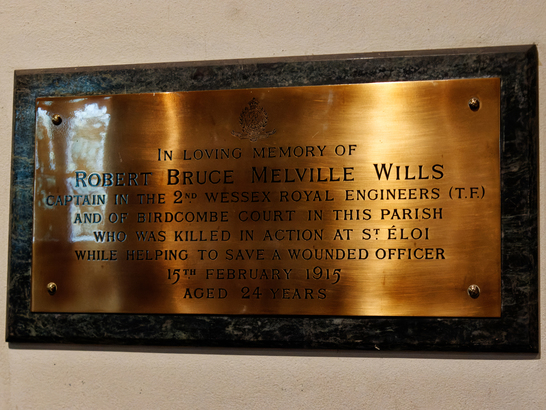 IN LOVING MEMORY OF
ROBERT BRUCE MELVILLE WILLS
CAPTAIN IN THE 2ND WESSEX ROYAL ENGINEERS (T.F.)
AND OF BIRDCOMBE COURT IN THIS PARISH
WHO WAS KILLED IN ACTION AT ST ÉLOI
WHILE HELPING TO SAVE A WOUNDED OFFICER
15TH FEBRUARY 1915
AGED 24 YEARS